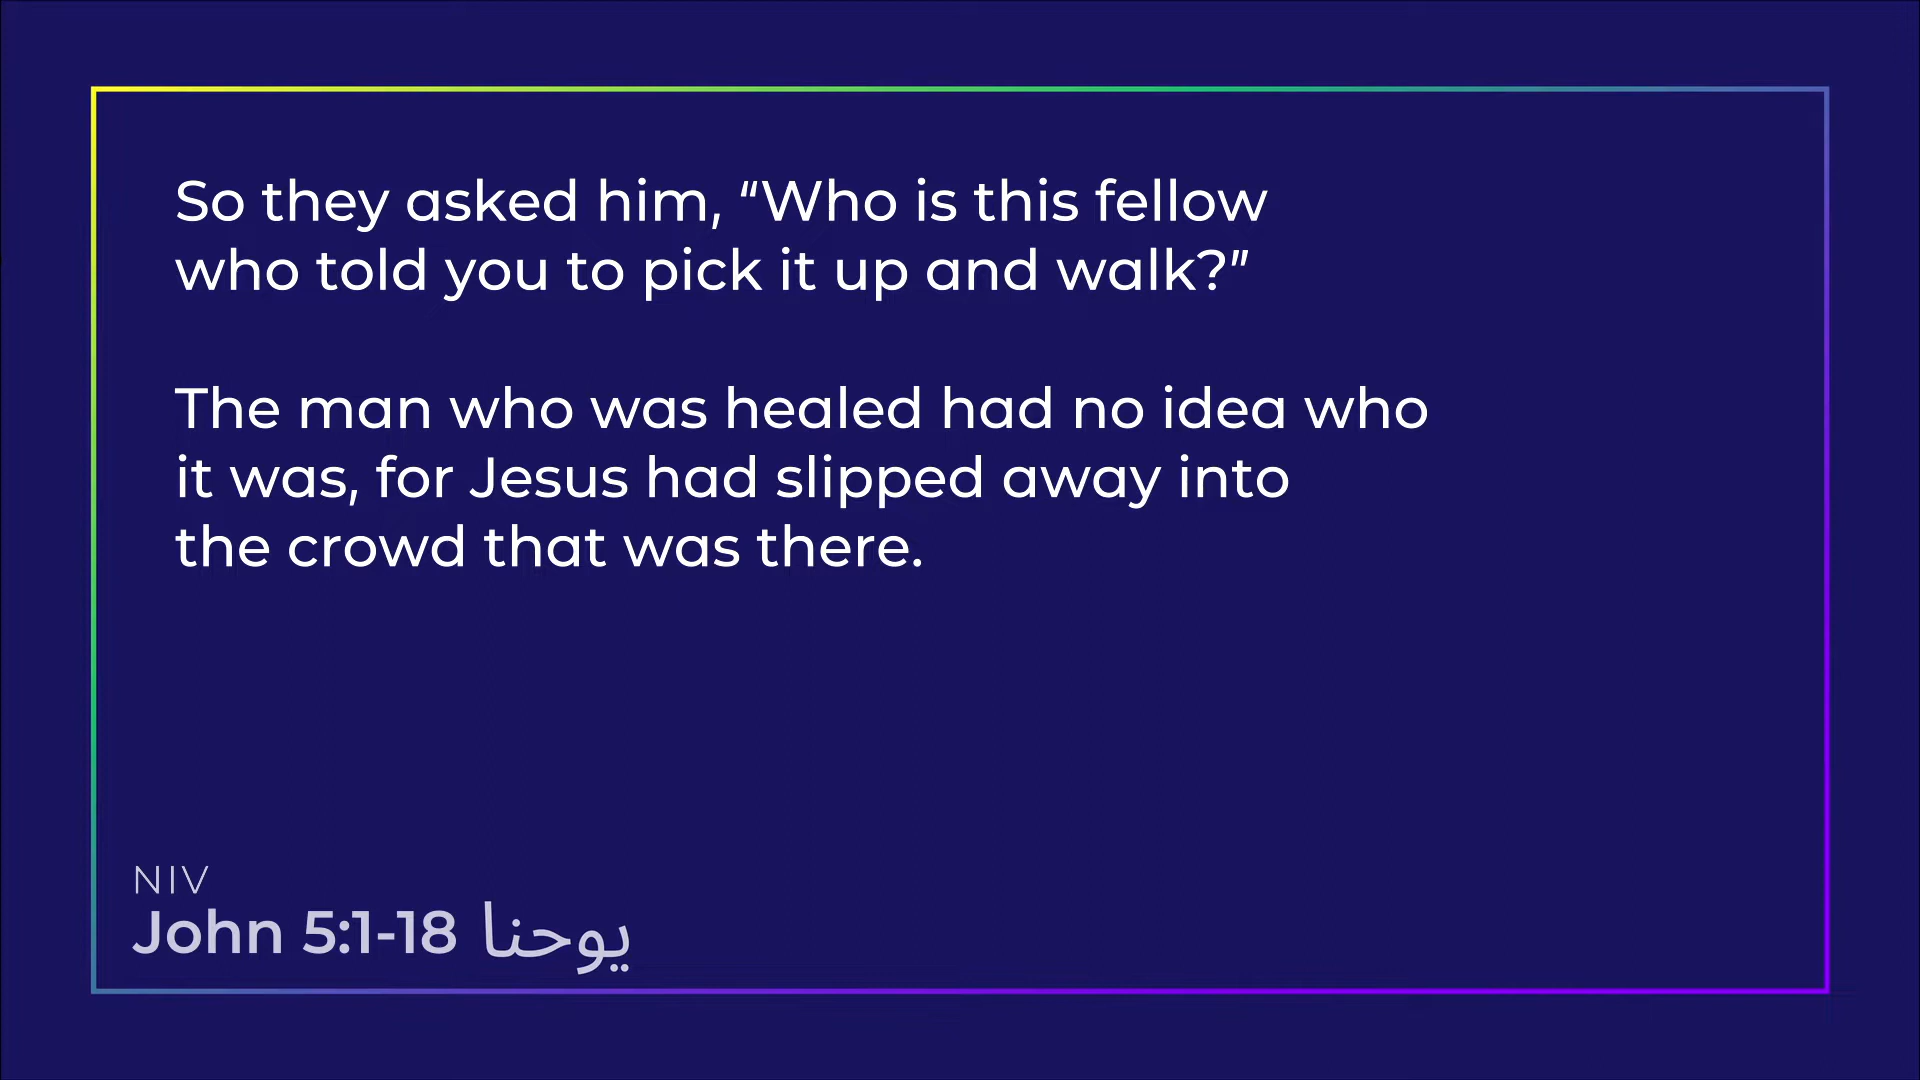 So they asked him, “Who is this fellow
who told you to pick it up and walk?”
The man who was healed had no idea who
it was, for Jesus had slipped away into
the crowd that was there.
NIV
John 5:1-18 يوحنا